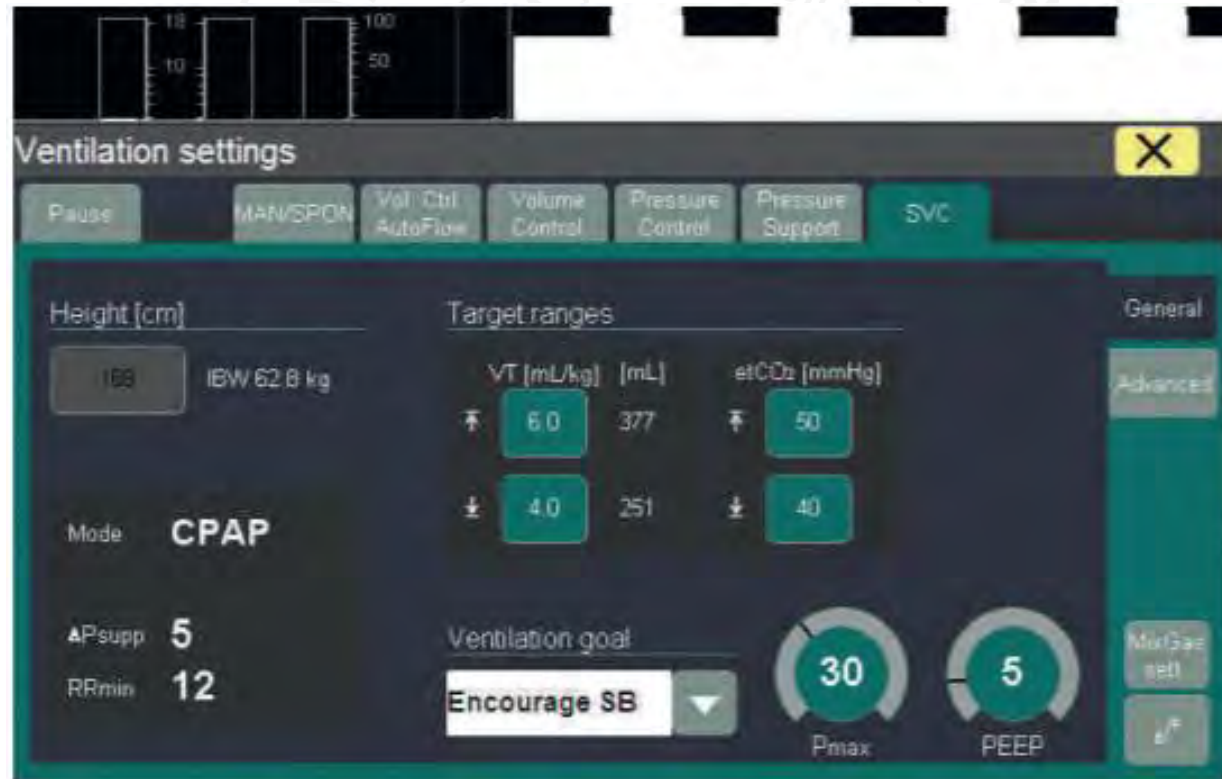 18
10
100
50
Ventilation settings
Pause
MAN/SPON
Vol. Ctrl.
AutoFlow
Volume
Control
Pressure
Control
Pressure
Support
SVC
Height [cm]
IBW 62.8 kg
Target ranges
VT [mL/kg] [mL] etCO2 [mmHg]
6.0 377 50
4.0 251 40
General
Advanced
Mode CPAP
ΔPsupp 5
RRmin 12
Ventilation goal
Encourage SB
30
Pmax
5
PEEP